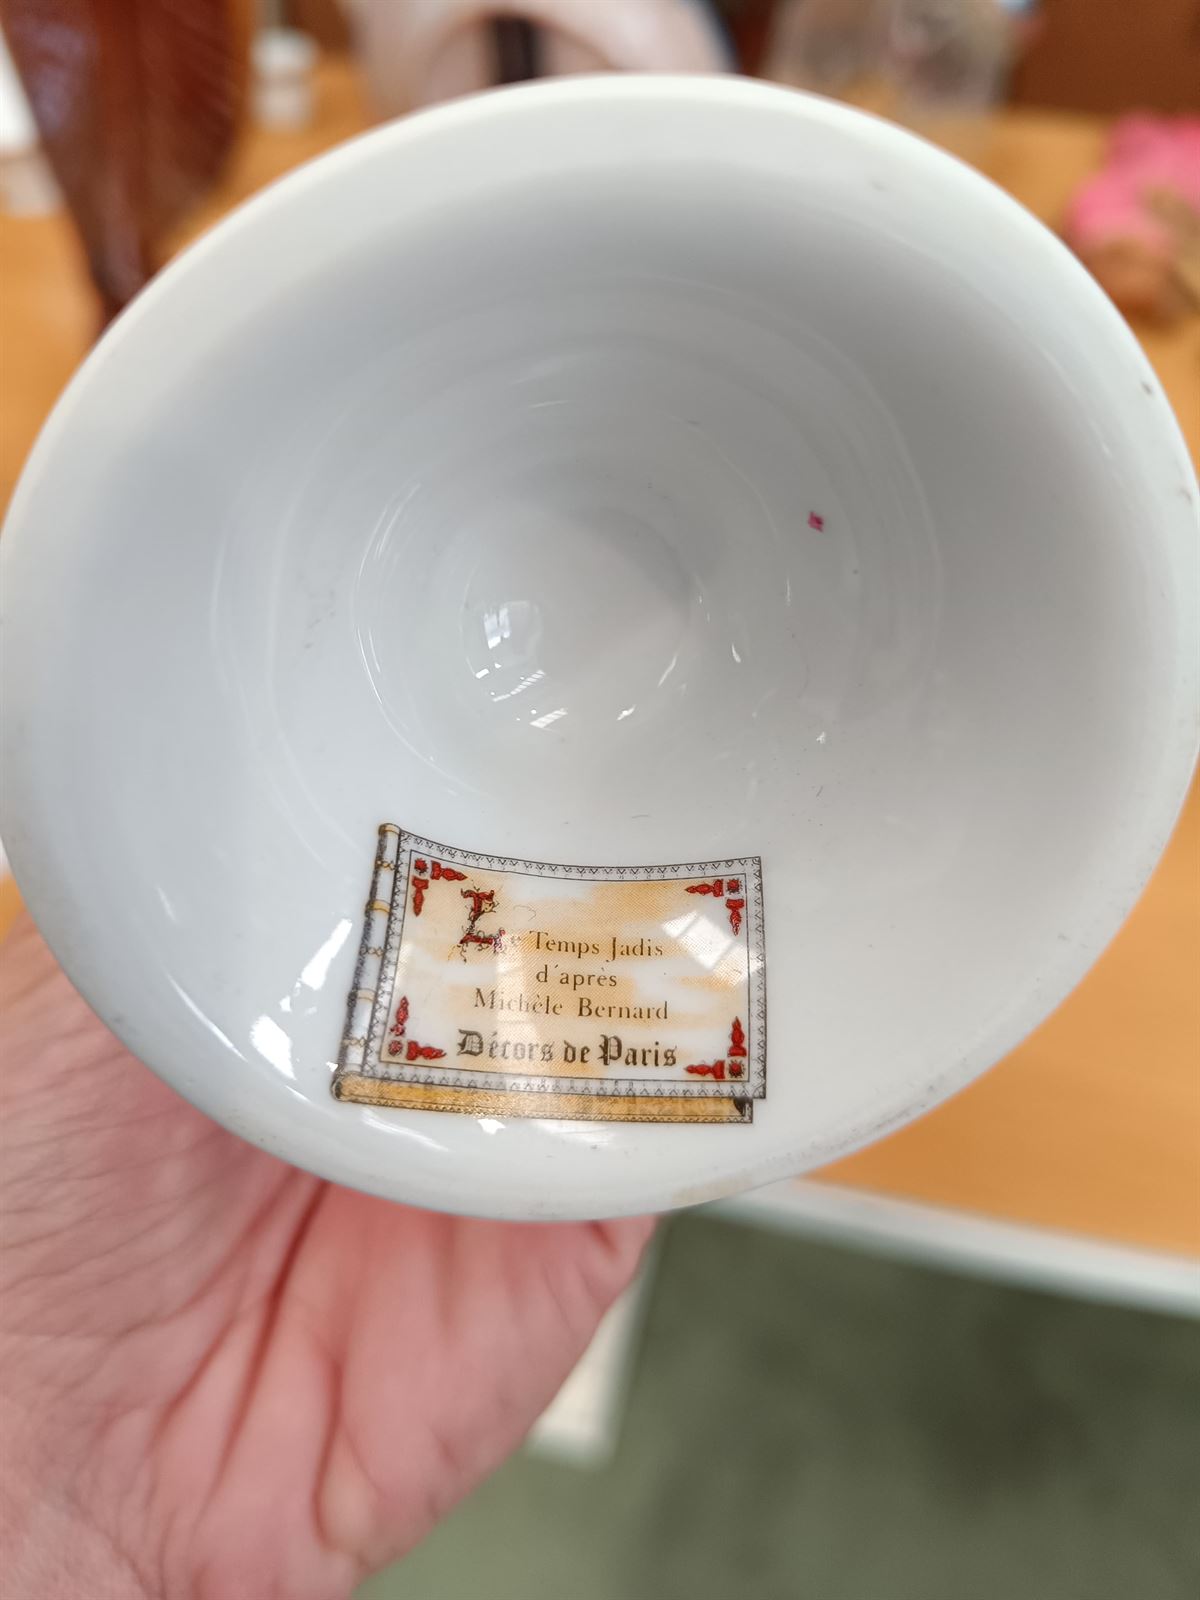 Le Temps Jadis
d'après
Michèle Bernard
Décors de Paris